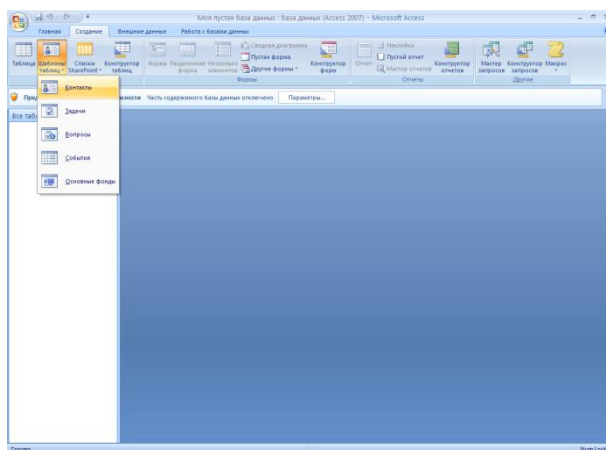 Моя пустая база данных : база данных (Access 2007) - Microsoft Access
Главная Создание Внешние данные Работа с базами данных
Таблица Шаблоны таблиц Списки SharePoint Конструктор таблиц
Форма Разделенная форма Несколько элементов Сводная диаграмма Пустая форма Другие формы Конструктор форм
Отчет Наклейки Пустой отчет Мастер отчетов Конструктор отчетов
Мастер запросов Конструктор запросов Макрос
Формы Отчеты Другие
Часть содержимого базы данных отключено Параметры...
Контакты
Задачи
Вопросы
События
Основные фонды
Готово Num Lock